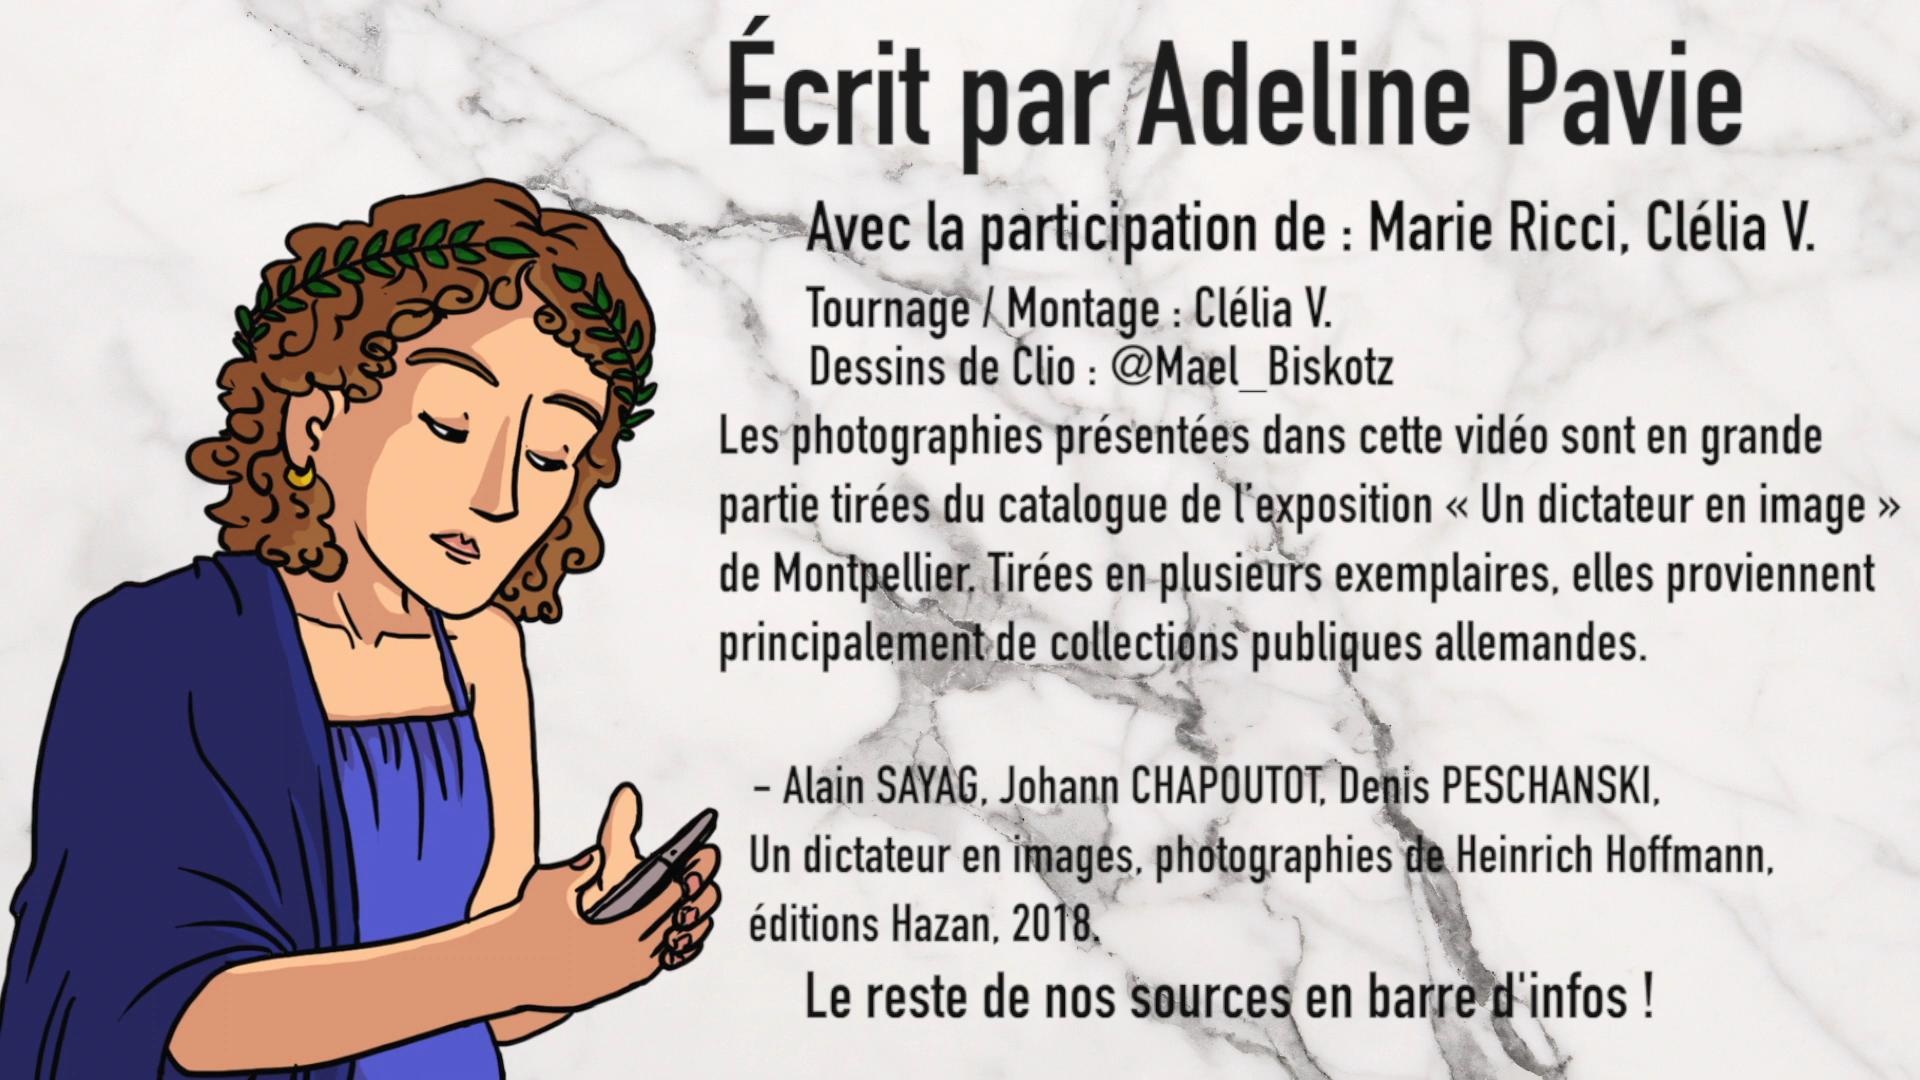 Écrit par Adeline Pavie
Avec la participation de : Marie Ricci, Clélia V.
Tournage / Montage : Clélia V.
Dessins de Clio : @Mael_Biskotz
Les photographies présentées dans cette vidéo sont en grande
partie tirées du catalogue de l'exposition « Un dictateur en image »
de Montpellier. Tirées en plusieurs exemplaires, elles proviennent
principalement de collections publiques allemandes.
– Alain SAYAG, Johann CHAPOUTOT, Denis PESCHANSKI,
Un dictateur en images, photographies de Heinrich Hoffmann,
éditions Hazan, 2018.
Le reste de nos sources en barre d'infos !